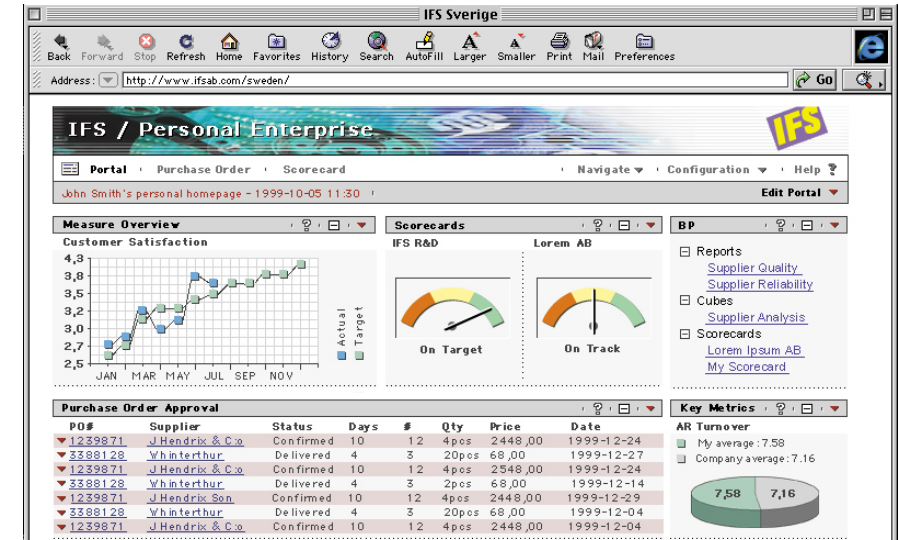 IFS Sverige
Back Forward Stop Refresh Home Favorites History Search AutoFill Larger Smaller Print Mail Preferences
Address: http://www.ifsab.com/sweden/ Go
IFS / Personal Enterprise IFS
Portal Purchase Order Scorecard Navigate Configuration Help ?
John Smith's personal homepage - 1999-10-05 11:30 Edit Portal
Measure Overview
Customer Satisfaction
4,3
3,8
3,5
3,2
3,0
2,7
2,5
JAN MAR MAY JUL SEP NOV
Actual
Target
Scorecards
IFS R&D Lorem AB
On Target On Track
BP
Reports
Supplier Quality
Supplier Reliability
Cubes
Supplier Analysis
Scorecards
Lorem Ipsum AB
My Scorecard
Purchase Order Approval
PO# Supplier Status Days # Qty Price Date
1239871 J Hendrix & C:o Confirmed 10 12 4pcs 2448,00 1999-12-24
3388128 Whinterthur Delivered 4 3 20pcs 68,00 1999-12-27
1239871 J Hendrix & C:o Confirmed 10 12 4pcs 2548,00 1999-12-24
3388128 Whinterthur Delivered 4 3 2pcs 68,00 1999-12-14
1239871 J Hendrix Son Confirmed 10 12 4pcs 2448,00 1999-12-29
3388128 Whinterthur Delivered 4 3 20pcs 68,00 1999-12-04
1239871 J Hendrix & C:o Confirmed 10 12 4pcs 2448,00 1999-12-04
Key Metrics
AR Turnover
My average : 7.58
Company average : 7.16
7,58 7,16